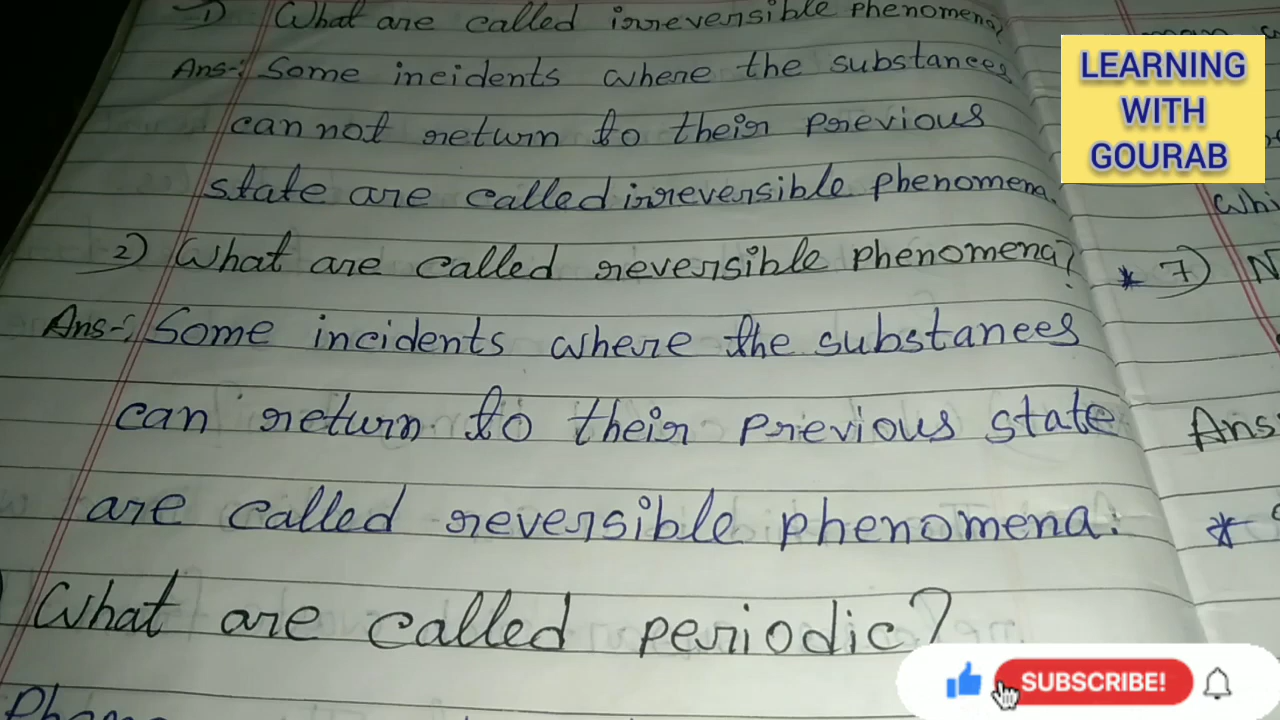 1) What are called irreversible phenomena?
Ans-: Some incidents where the substances
can not return to their previous
state are called irreversible phenomena.
2) What are called reversible phenomena?
Ans-: Some incidents where the substances
can return to their previous state
are called reversible phenomena.
What are called periodic?
LEARNING
WITH
GOURAB
* 7) N
Ans
*
SUBSCRIBE!